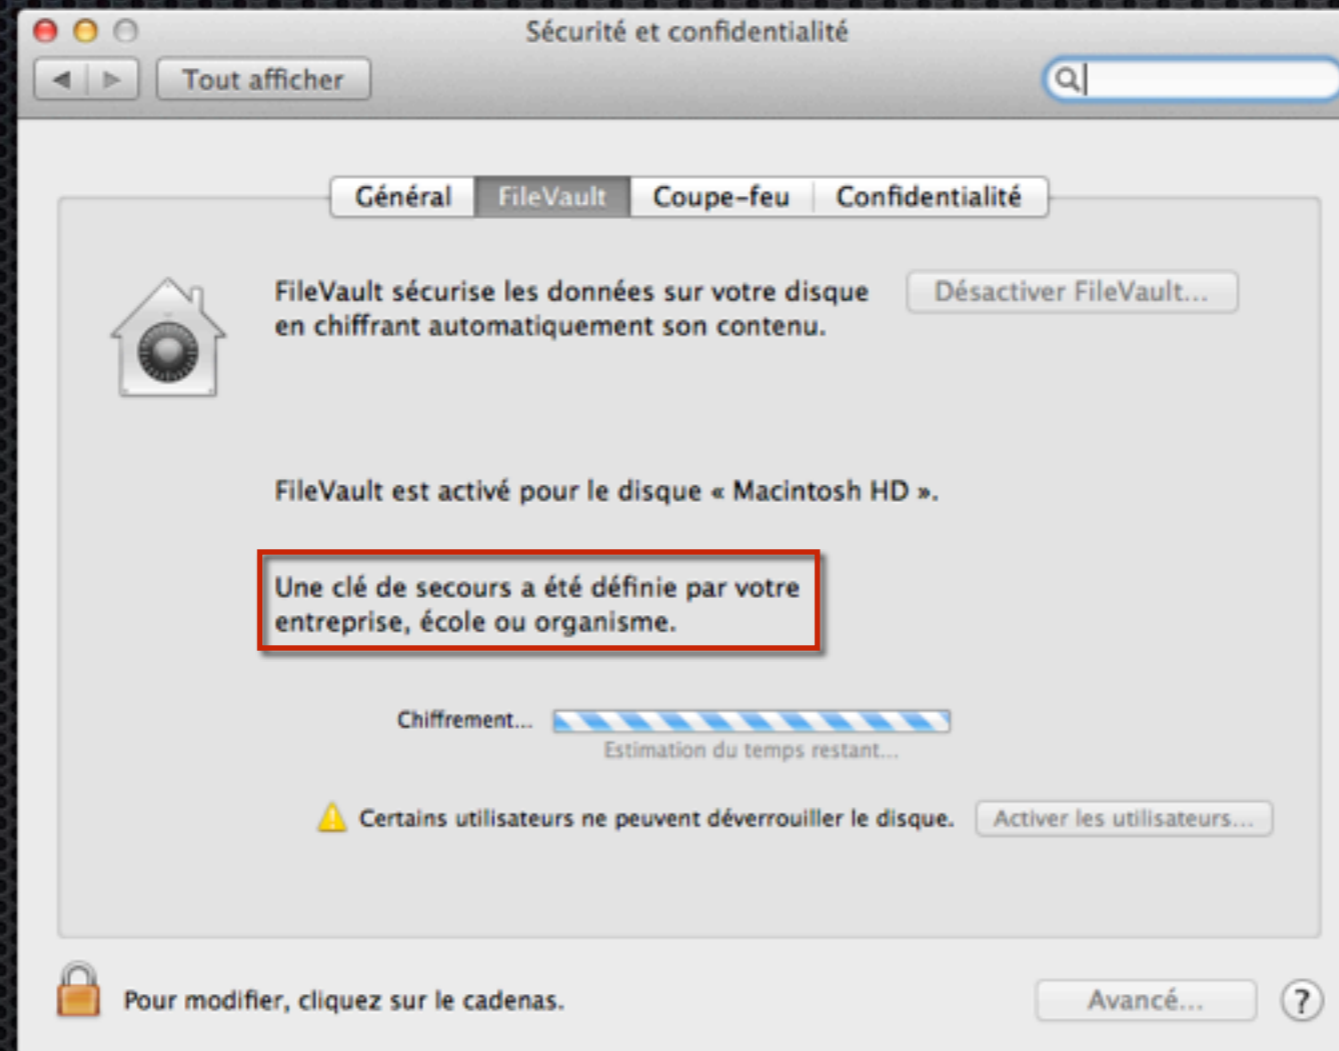 Sécurité et confidentialité
Tout afficher
Général FileVault Coupe-feu Confidentialité
FileVault sécurise les données sur votre disque
en chiffrant automatiquement son contenu.
Désactiver FileVault...
FileVault est activé pour le disque « Macintosh HD ».
Une clé de secours a été définie par votre
entreprise, école ou organisme.
Chiffrement...
Estimation du temps restant...
Certains utilisateurs ne peuvent déverrouiller le disque. Activer les utilisateurs...
Pour modifier, cliquez sur le cadenas. Avancé... ?